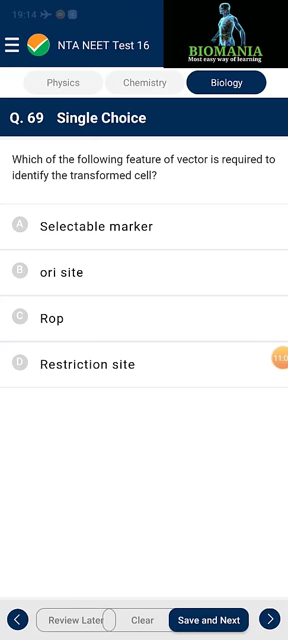 19:14
NTA NEET Test 16
BIOMANIA
Most easy way of learning
Physics
Chemistry
Biology
Q. 69 Single Choice
Which of the following feature of vector is required to
identify the transformed cell?
A Selectable marker
B ori site
C Rop
D Restriction site
11:0
Review Later
Clear
Save and Next